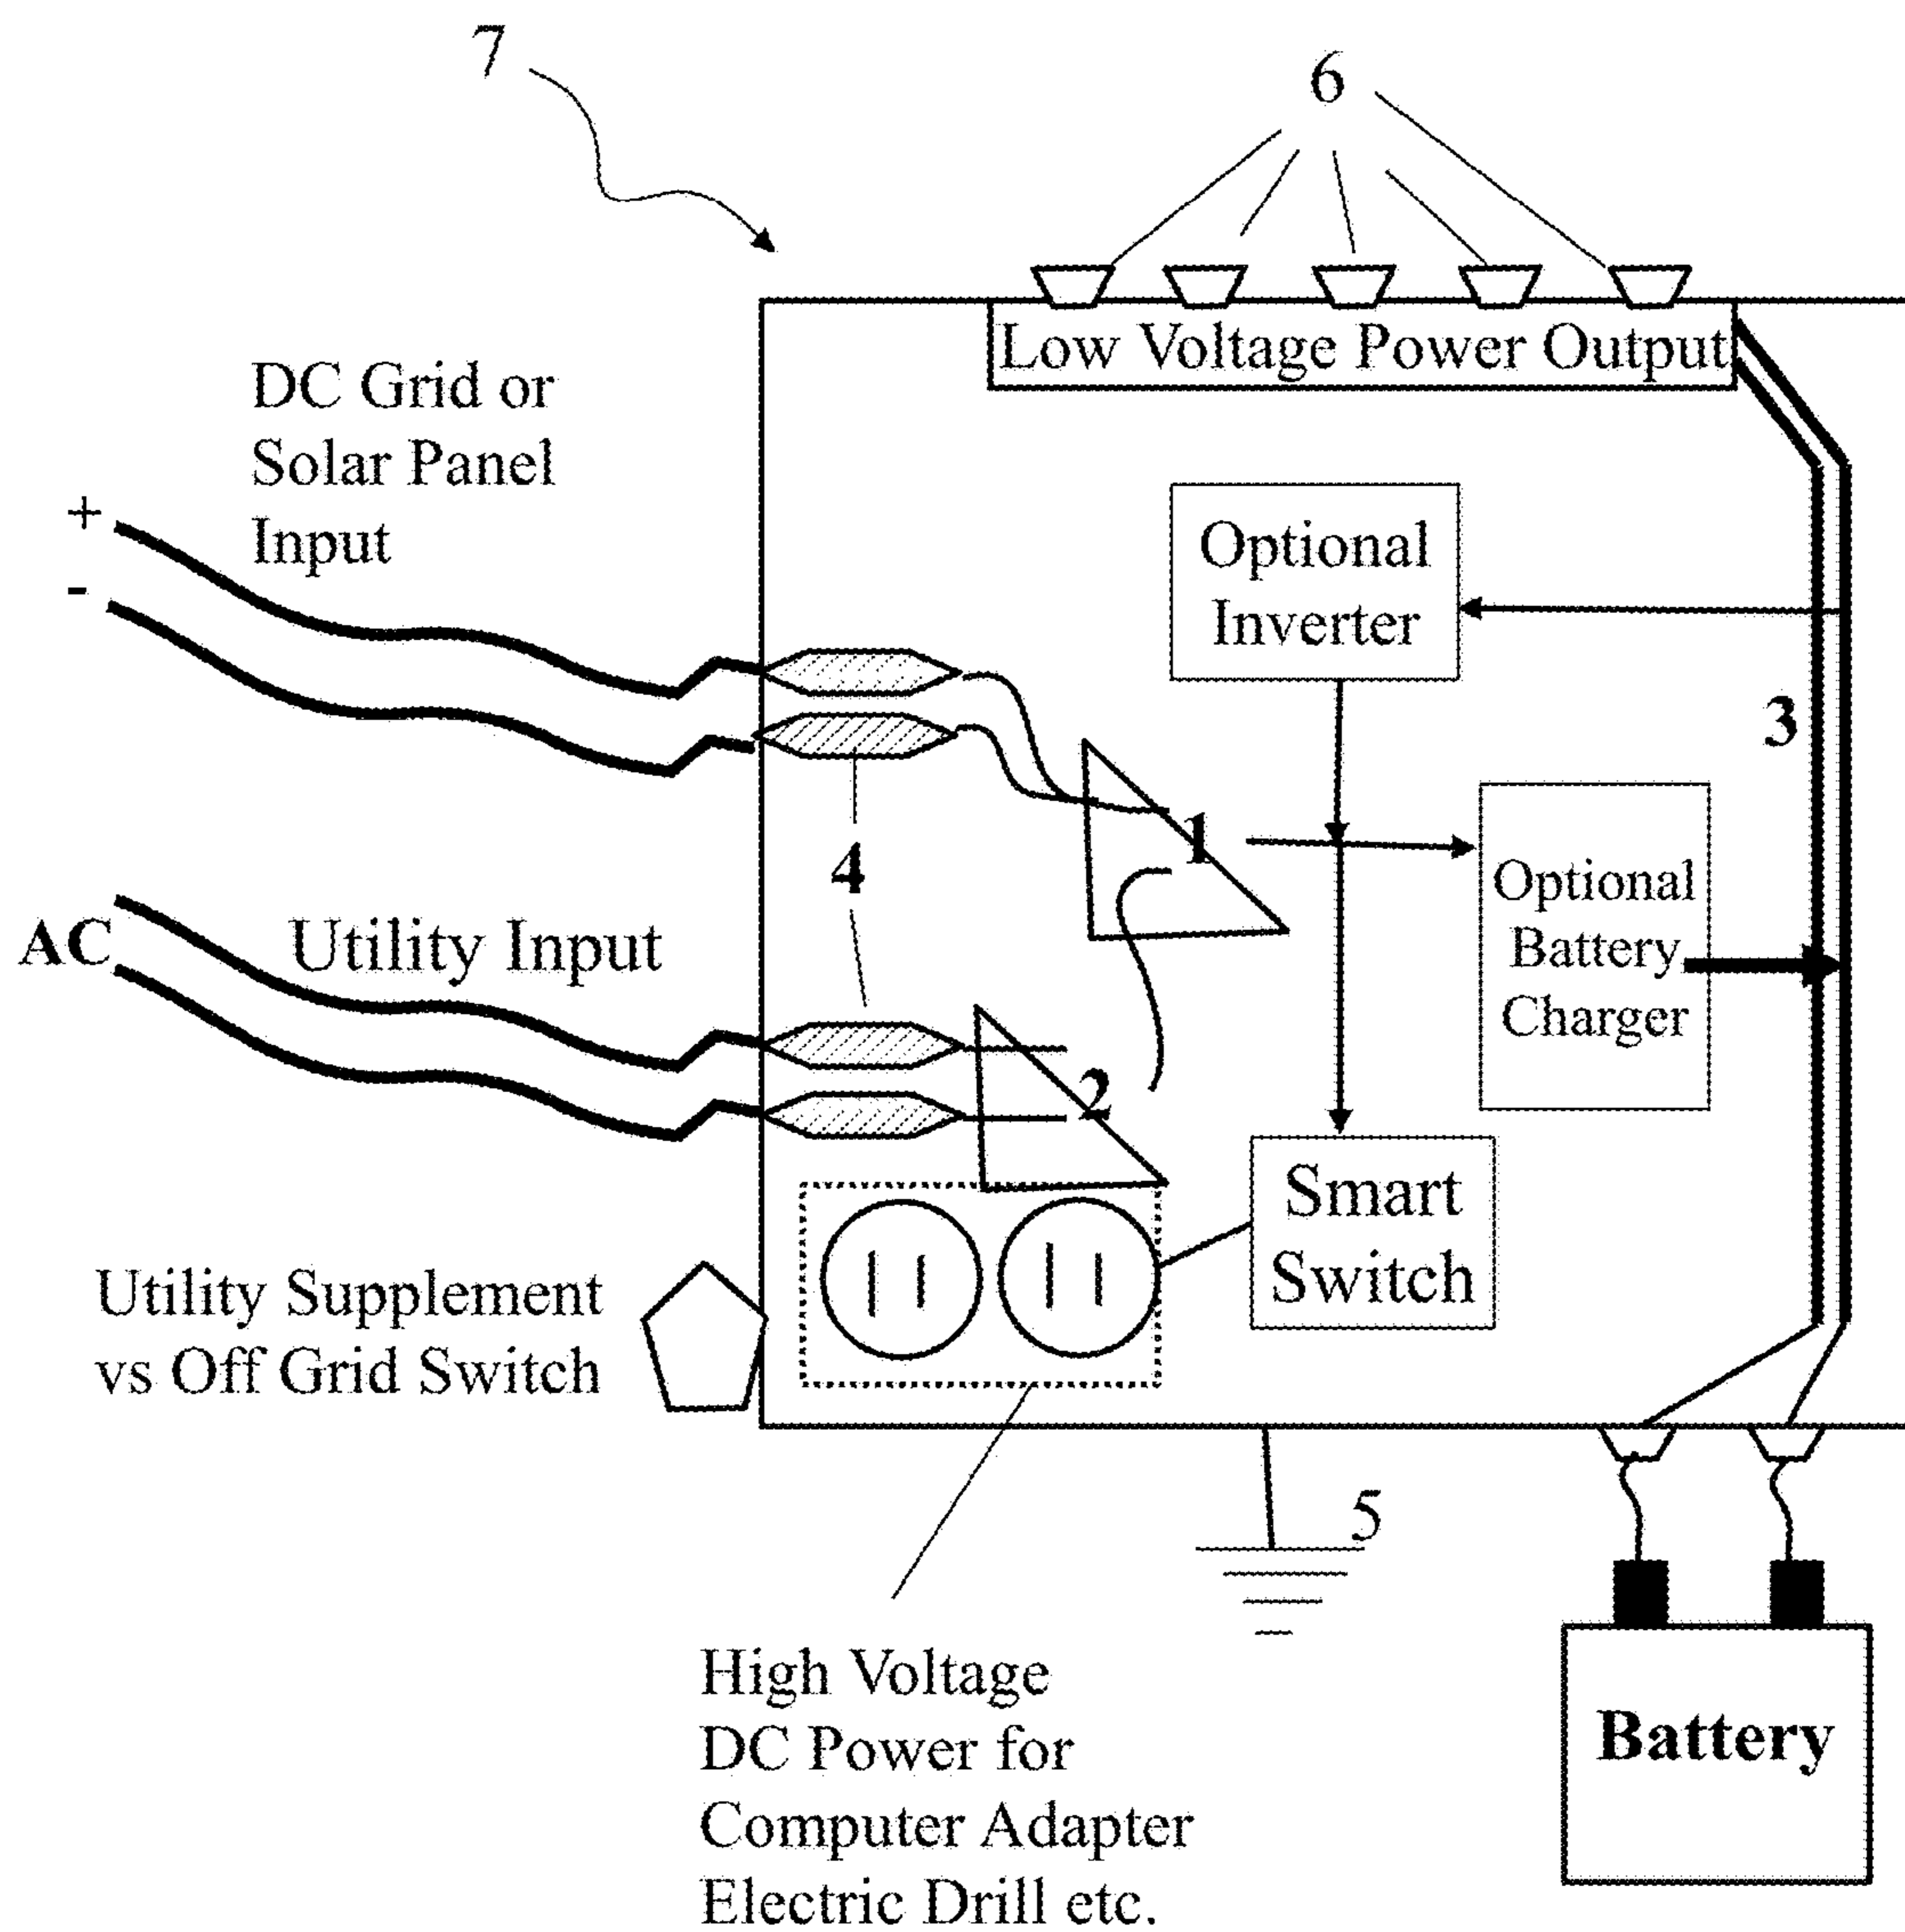 7
6
Low Voltage Power Output
DC Grid or
Solar Panel
Input
+
-
Optional
Inverter
3
1
4
Optional
Battery
Charger
AC
Utility Input
2
Smart
Switch
Utility Supplement
vs Off Grid Switch
5
High Voltage
DC Power for
Computer Adapter
Electric Drill etc.
Battery